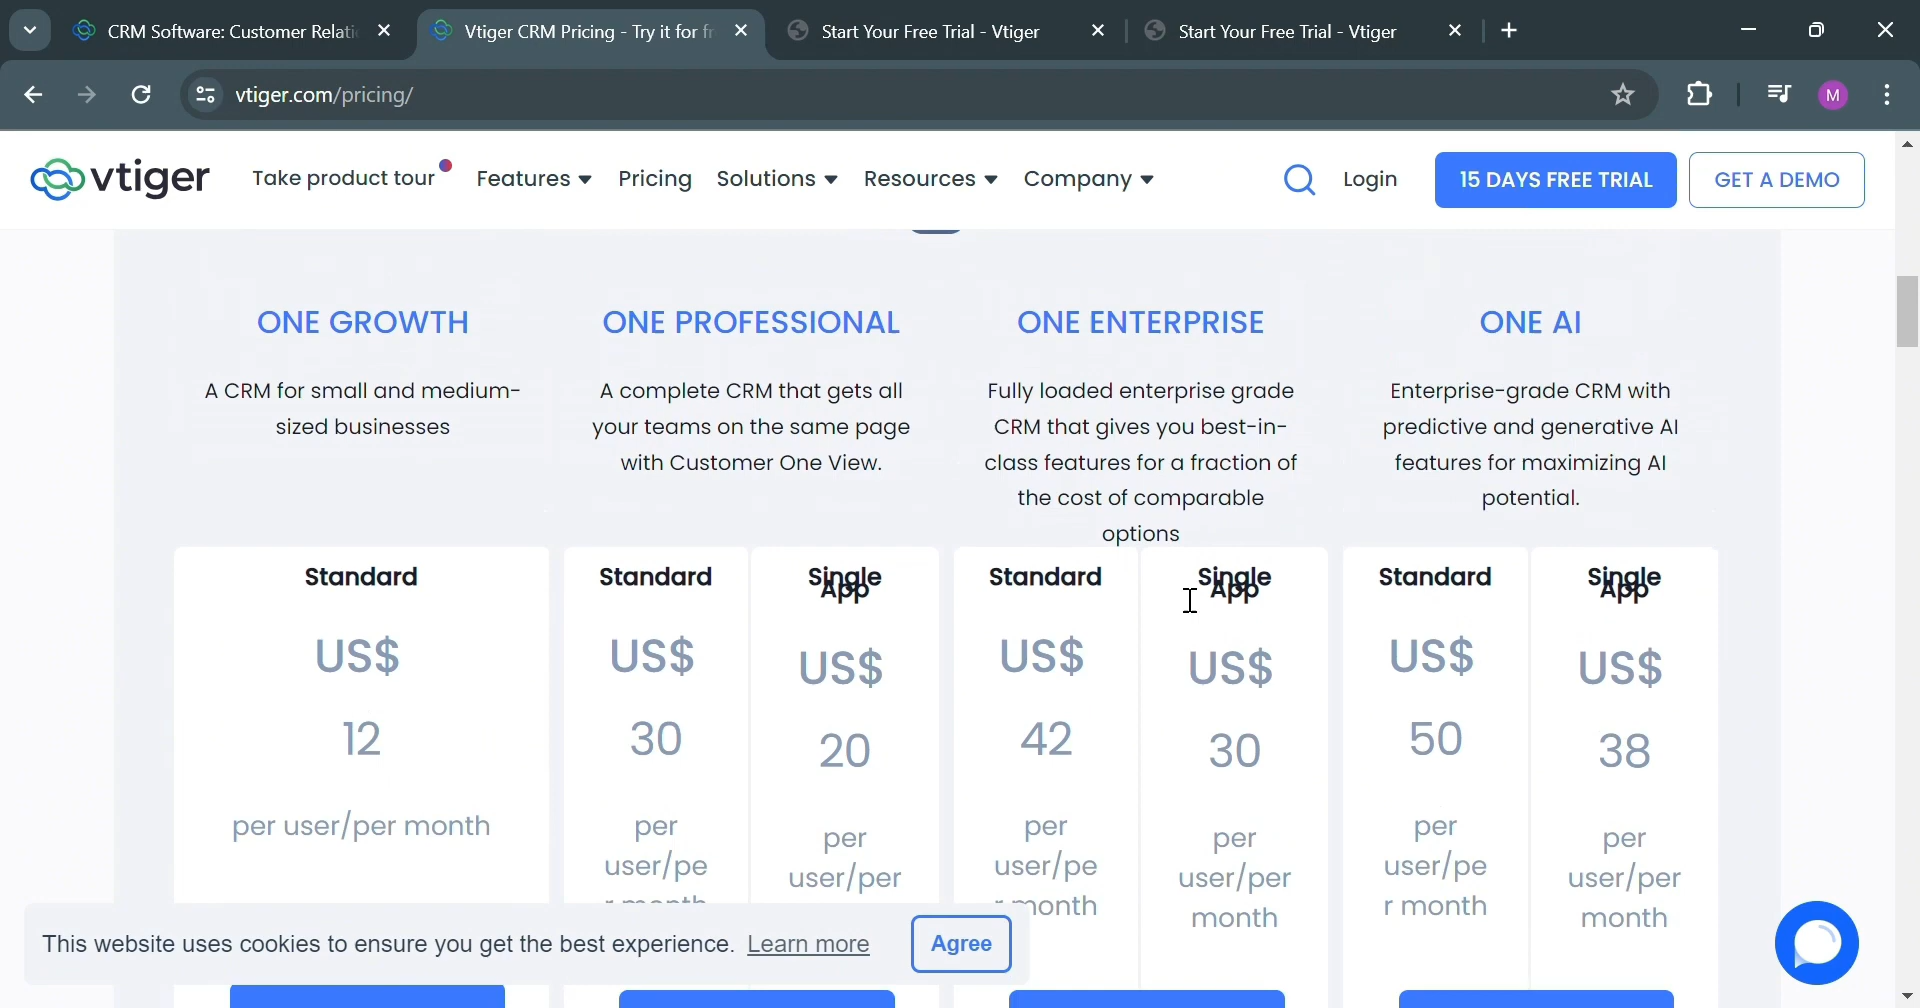 CRM Software: Customer Relati
Vtiger CRM Pricing - Try it for fr
Start Your Free Trial - Vtiger
Start Your Free Trial - Vtiger
vtiger.com/pricing/
M
vtiger
Take product tour
Features
Pricing
Solutions
Resources
Company
Login
15 DAYS FREE TRIAL
GET A DEMO
ONE GROWTH
A CRM for small and medium-
sized businesses
ONE PROFESSIONAL
A complete CRM that gets all
your teams on the same page
with Customer One View.
ONE ENTERPRISE
Fully loaded enterprise grade
CRM that gives you best-in-
class features for a fraction of
the cost of comparable
options
ONE AI
Enterprise-grade CRM with
predictive and generative AI
features for maximizing AI
potential.
Standard
US$
12
per user/per month
Standard
US$
30
per
user/pe
r month
Single
App
US$
20
per
user/per
Standard
US$
42
per
user/pe
r month
Single
App
US$
30
per
user/per
month
Standard
US$
50
per
user/pe
r month
Single
App
US$
38
per
user/per
month
This website uses cookies to ensure you get the best experience. Learn more
Agree